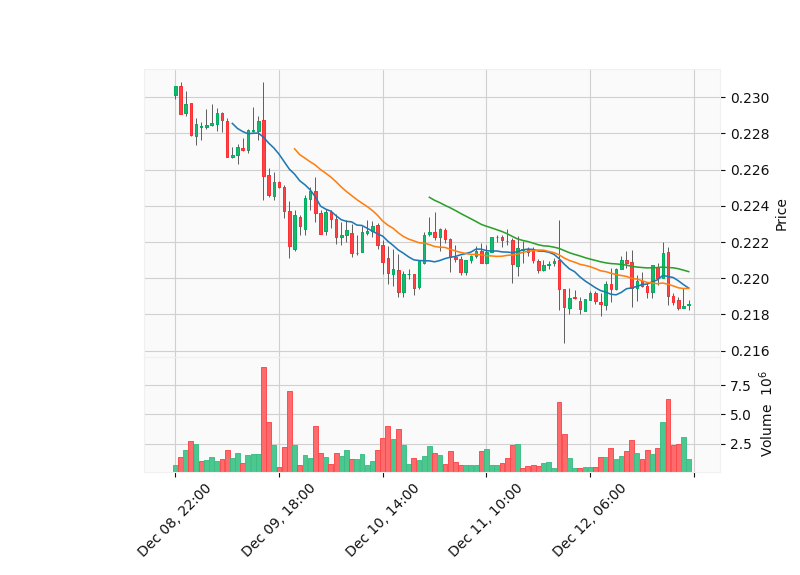 0.230
0.228
0.226
0.224
0.222
0.220
0.218
0.216
Price
7.5
5.0
2.5
Volume 10⁶
Dec 08, 22:00
Dec 09, 18:00
Dec 10, 14:00
Dec 11, 10:00
Dec 12, 06:00